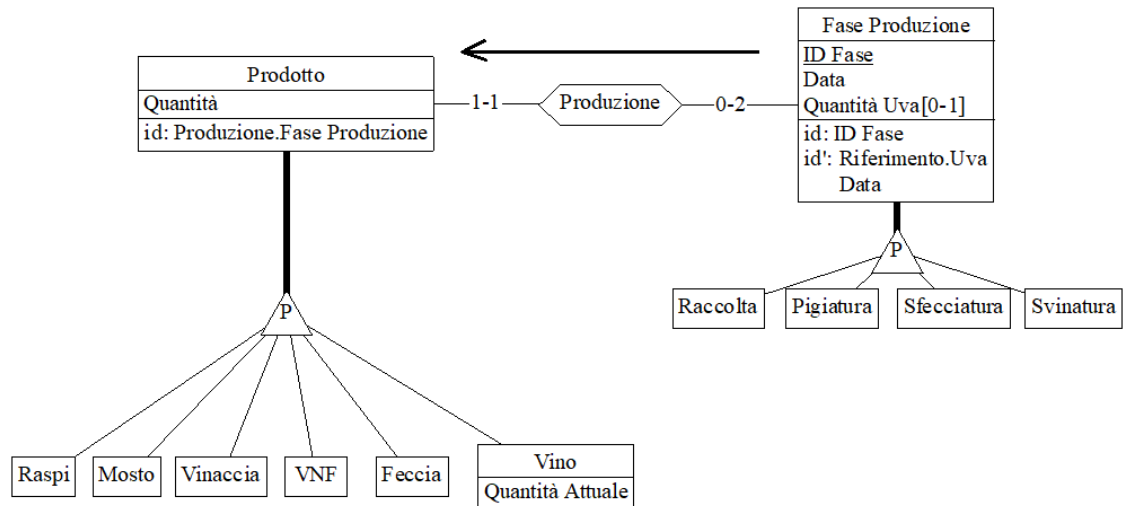 Fase Produzione
ID Fase
Data
Quantità Uva[0-1]
id: ID Fase
id': Riferimento.Uva
Data
Prodotto
Quantità
id: Produzione.Fase Produzione
1-1
Produzione
0-2
P
Raccolta
Pigiatura
Sfecciatura
Svinatura
P
Raspi
Mosto
Vinaccia
VNF
Feccia
Vino
Quantità Attuale